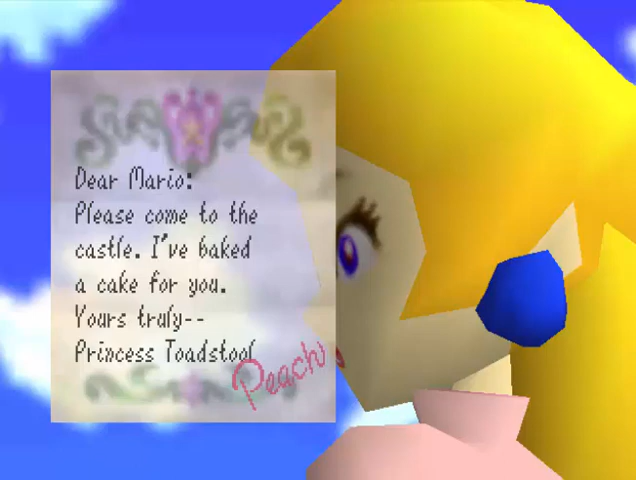 Dear Mario:
Please come to the
castle. I've baked
a cake for you.
Yours truly--
Princess Toadstool
Peach